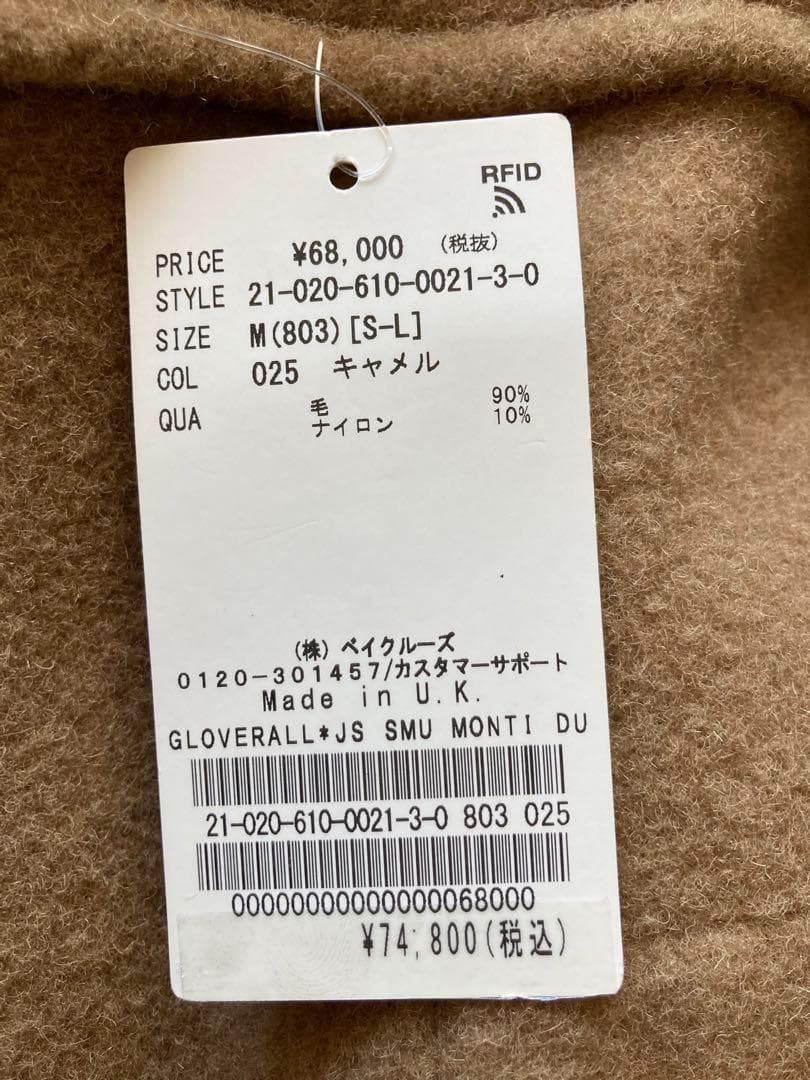 RFID
PRICE ¥68,000 (税抜)
STYLE 21-020-610-0021-3-0
SIZE M(803)[S-L]
COL 025 キャメル
QUA 毛 90%
ナイロン 10%
(株) ベイクルーズ
0120-301457/カスタマーサポート
Made in U.K.
GLOVERALL*JS SMU MONTI DU
21-020-610-0021-3-0 803 025
00000000000000068000
¥74,800(税込)